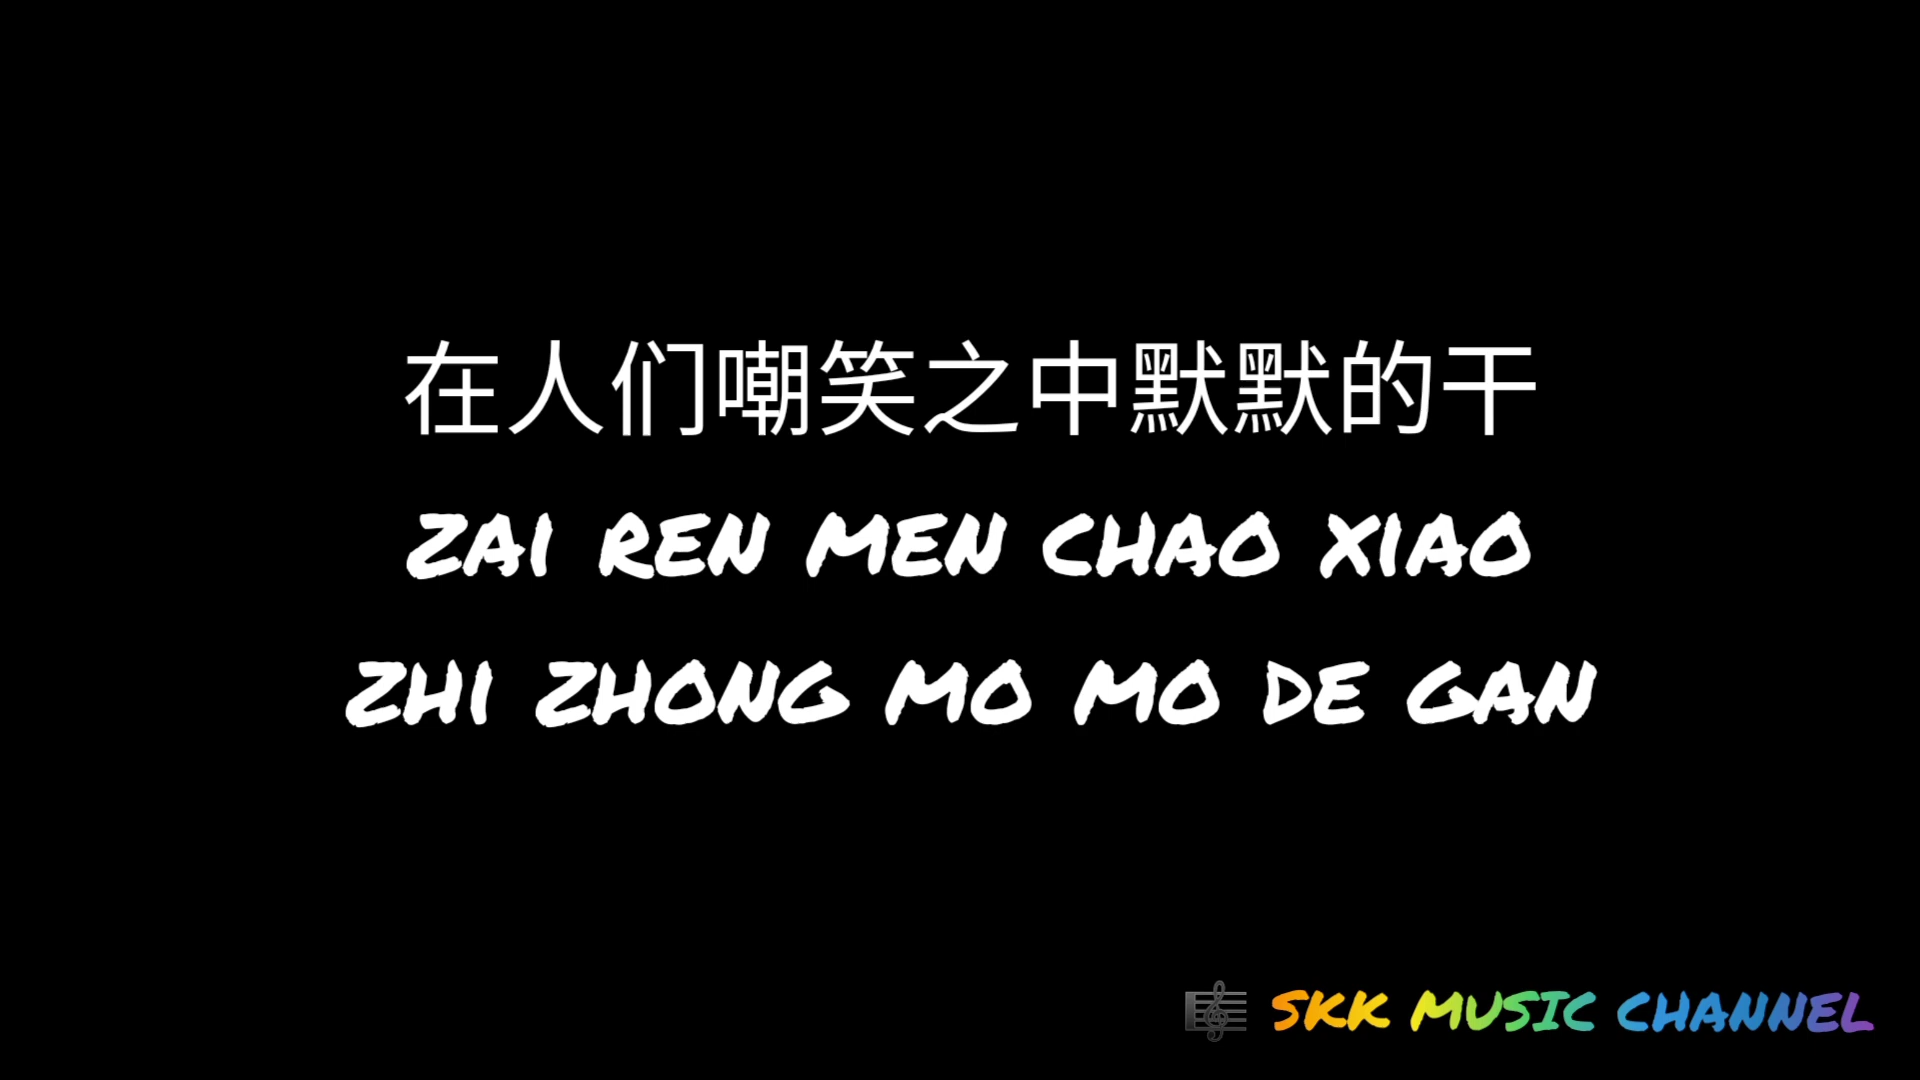 在人们嘲笑之中默默的干
ZAI REN MEN CHAO XIAO
ZHI ZHONG MO MO DE GAN
SKK MUSIC CHANNEL